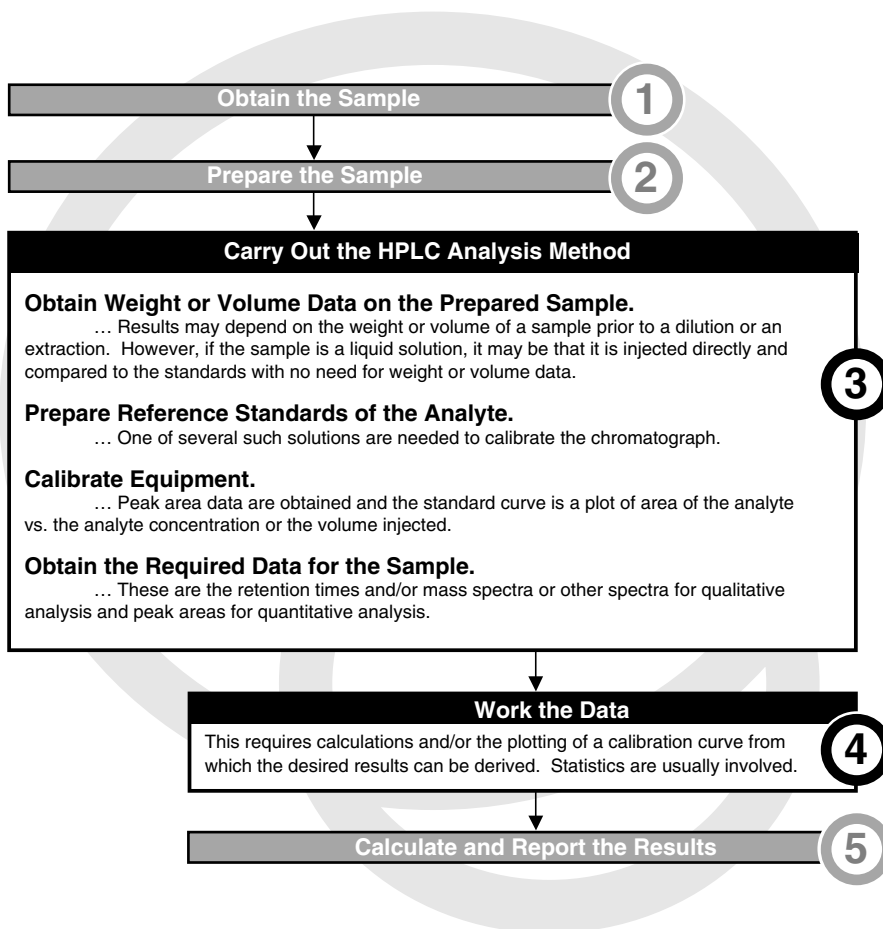 Obtain the Sample
1
Prepare the Sample
2
Carry Out the HPLC Analysis Method
Obtain Weight or Volume Data on the Prepared Sample.
… Results may depend on the weight or volume of a sample prior to a dilution or an
extraction. However, if the sample is a liquid solution, it may be that it is injected directly and
compared to the standards with no need for weight or volume data.
3
Prepare Reference Standards of the Analyte.
… One of several such solutions are needed to calibrate the chromatograph.
Calibrate Equipment.
… Peak area data are obtained and the standard curve is a plot of area of the analyte
vs. the analyte concentration or the volume injected.
Obtain the Required Data for the Sample.
… These are the retention times and/or mass spectra or other spectra for qualitative
analysis and peak areas for quantitative analysis.
Work the Data
This requires calculations and/or the plotting of a calibration curve from
which the desired results can be derived. Statistics are usually involved.
4
Calculate and Report the Results
5